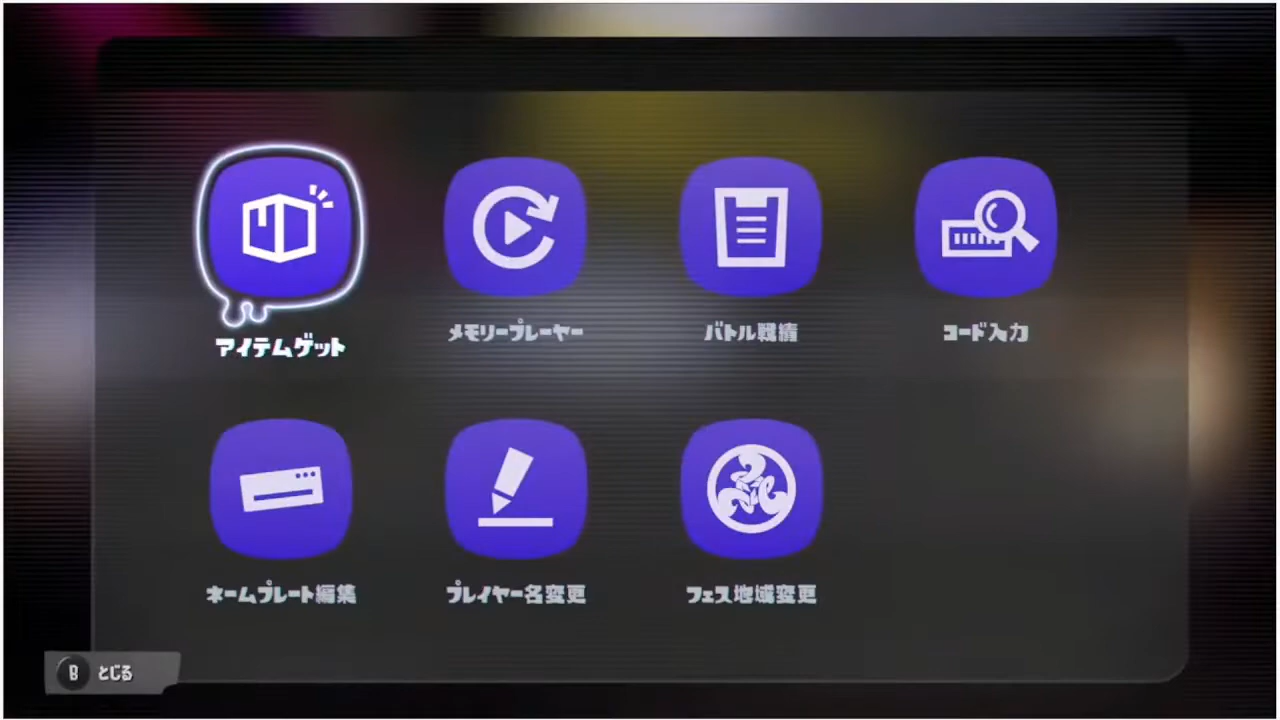 アイテムゲット
メモリープレーヤー
バトル戦績
コード入力
ネームプレート編集
プレイヤー名変更
フェス地域変更
B とじる